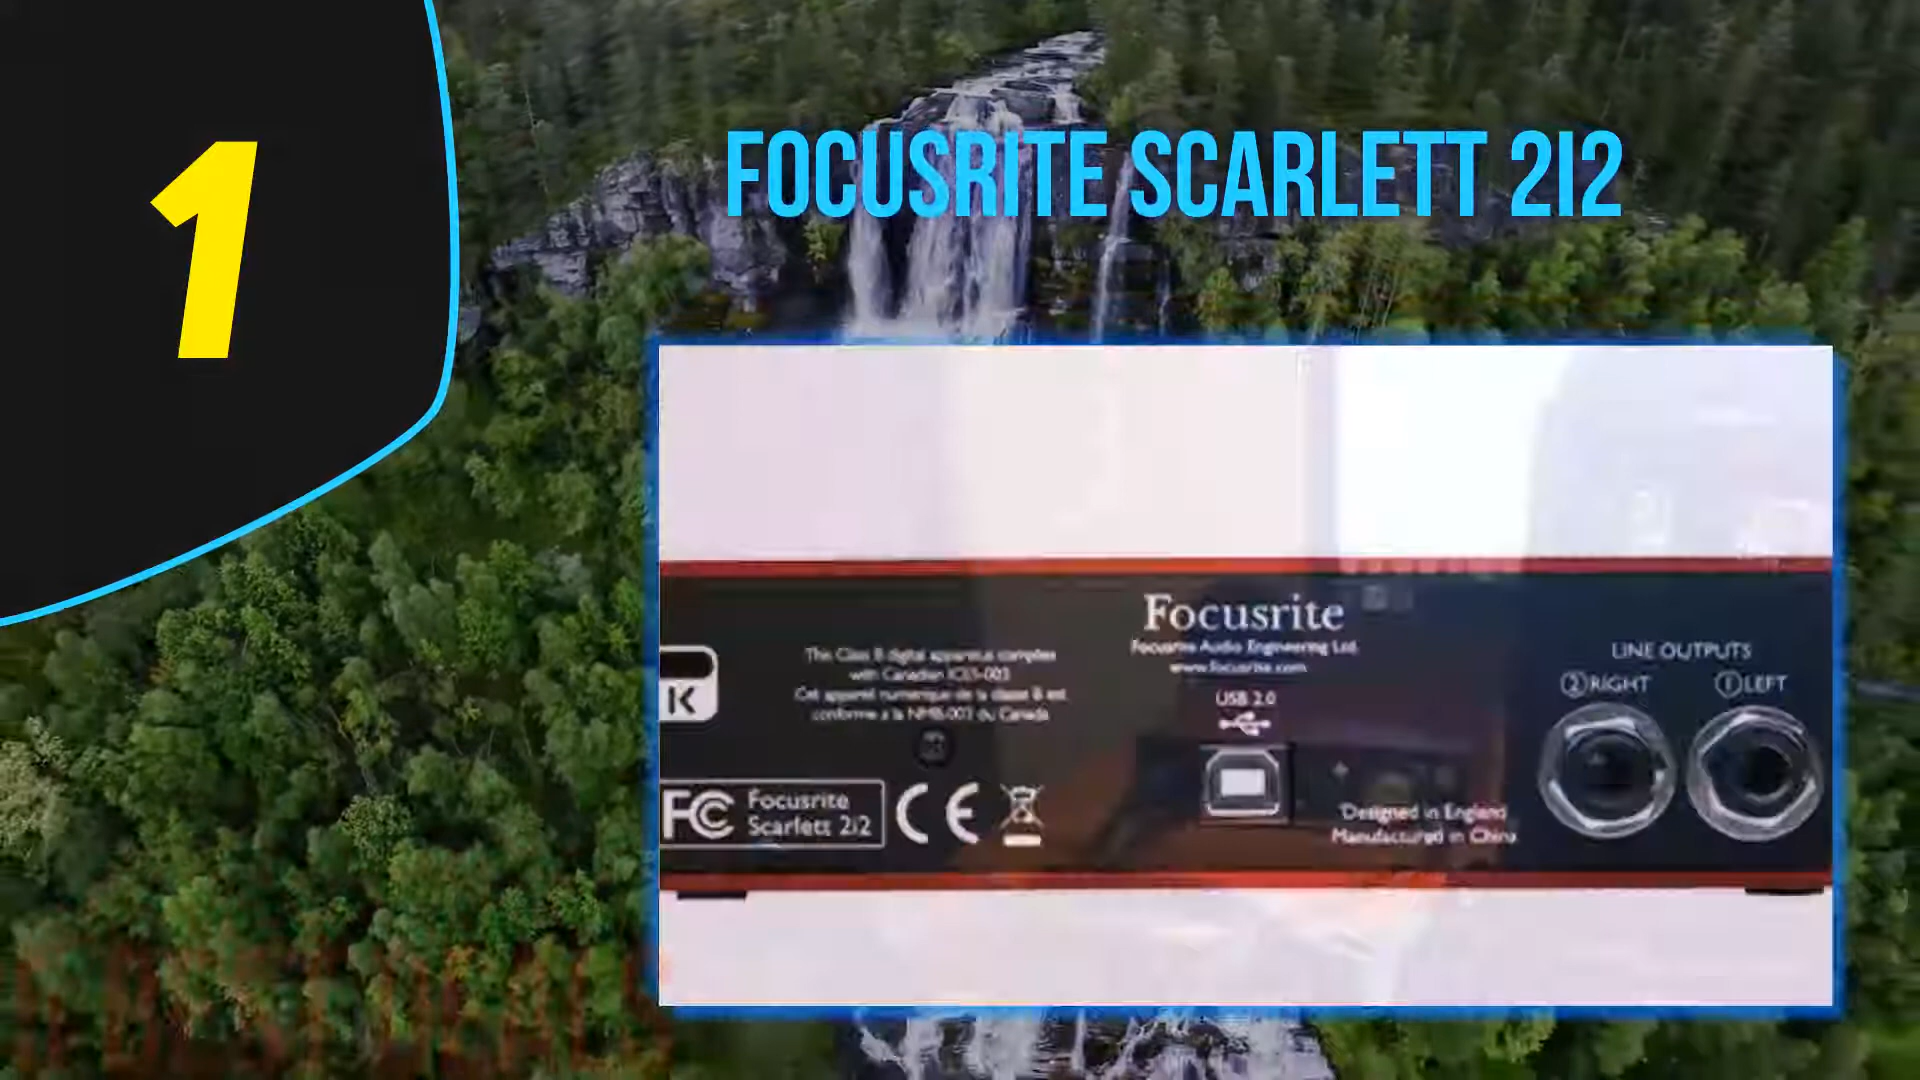 1
FOCUSRITE SCARLETT 2I2
Focusrite
Focusrite Audio Engineering Ltd.
www.focusrite.com
This Class B digital apparatus complies
with Canadian ICES-003
Cet appareil numerique de la classe B est
conforme a la NMB-003 du Canada
USB 2.0
LINE OUTPUTS
2 RIGHT
1 LEFT
K
FC
Focusrite
Scarlett 2i2
CE
Designed in England
Manufactured in China